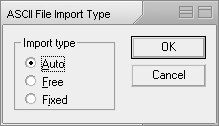 ASCII File Import Type
Import type
Auto
Free
Fixed
OK
Cancel